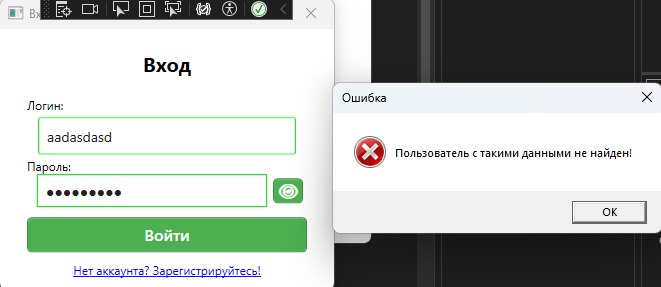 Вход
Логин:
aadasdasd
Пароль:
Войти
Нет аккаунта? Зарегистрируйтесь!
Ошибка
Пользователь с такими данными не найден!
OK